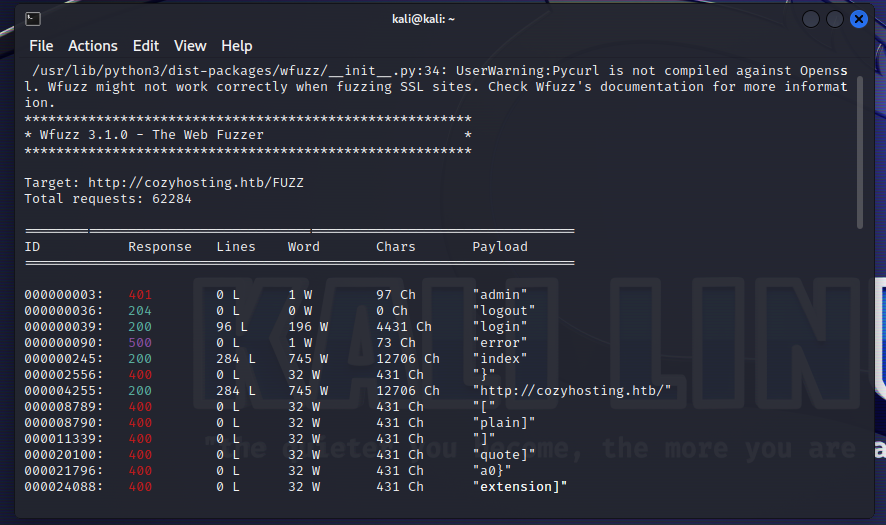 kali@kali: ~
File Actions Edit View Help
/usr/lib/python3/dist-packages/wfuzz/__init__.py:34: UserWarning:Pycurl is not compiled against Openss
l. Wfuzz might not work correctly when fuzzing SSL sites. Check Wfuzz's documentation for more informat
ion.
********************************************************
* Wfuzz 3.1.0 - The Web Fuzzer                         *
********************************************************
Target: http://cozyhosting.htb/FUZZ
Total requests: 62284
=====================================================================
ID           Response   Lines    Word       Chars       Payload
=====================================================================
000000003:   401        0 L      1 W        97 Ch       "admin"
000000036:   204        0 L      0 W        0 Ch        "logout"
000000039:   200        96 L     196 W      4431 Ch     "login"
000000090:   500        0 L      1 W        73 Ch       "error"
000000245:   200        284 L    745 W      12706 Ch    "index"
000002556:   400        0 L      32 W       431 Ch      "}"
000004255:   200        284 L    745 W      12706 Ch    "http://cozyhosting.htb/"
000008789:   400        0 L      32 W       431 Ch      "["
000008790:   400        0 L      32 W       431 Ch      "plain]"
000011339:   400        0 L      32 W       431 Ch      "]"
000020100:   400        0 L      32 W       431 Ch      "quote]"
000021796:   400        0 L      32 W       431 Ch      "a0}"
000024088:   400        0 L      32 W       431 Ch      "extension]"
KALI LINU
the more you are a